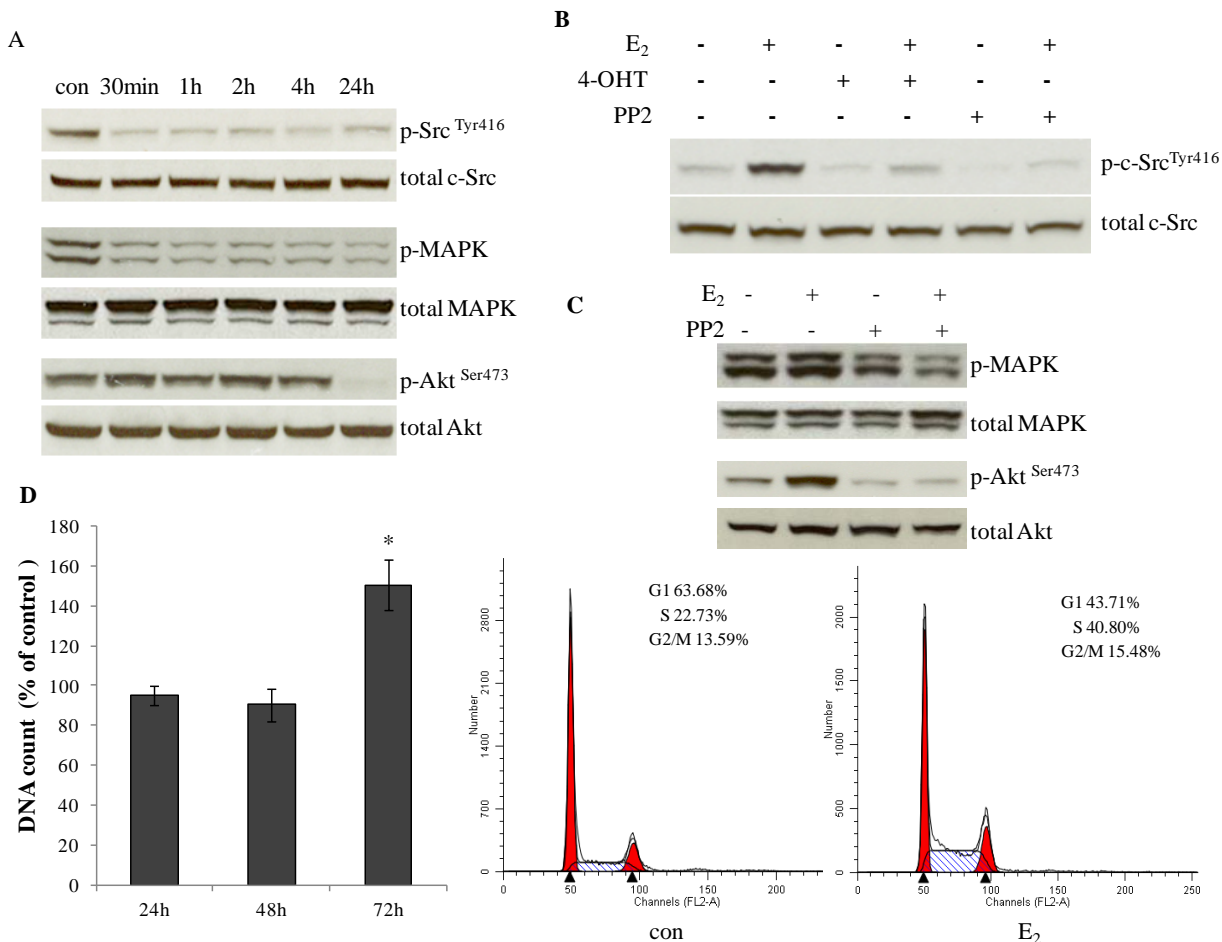 A
con 30min 1h 2h 4h 24h
p-Src Tyr416
total c-Src
p-MAPK
total MAPK
p-Akt Ser473
total Akt
B
E2 - + - + - +
4-OHT - - + + - -
PP2 - - - - + +
p-c-Src Tyr416
total c-Src
C
E2 - + - +
PP2 - - + +
p-MAPK
total MAPK
p-Akt Ser473
total Akt
D
DNA count (% of control )
180
160
140
120
100
80
60
40
20
0
*
24h 48h 72h
G1 63.68%
S 22.73%
G2/M 13.59%
Number
2800
2100
1400
700
0
0 50 100 150 200
Channels (FL2-A)
con
G1 43.71%
S 40.80%
G2/M 15.48%
Number
2000
1500
1000
500
0
0 50 100 150 200 250
Channels (FL2-A)
E2